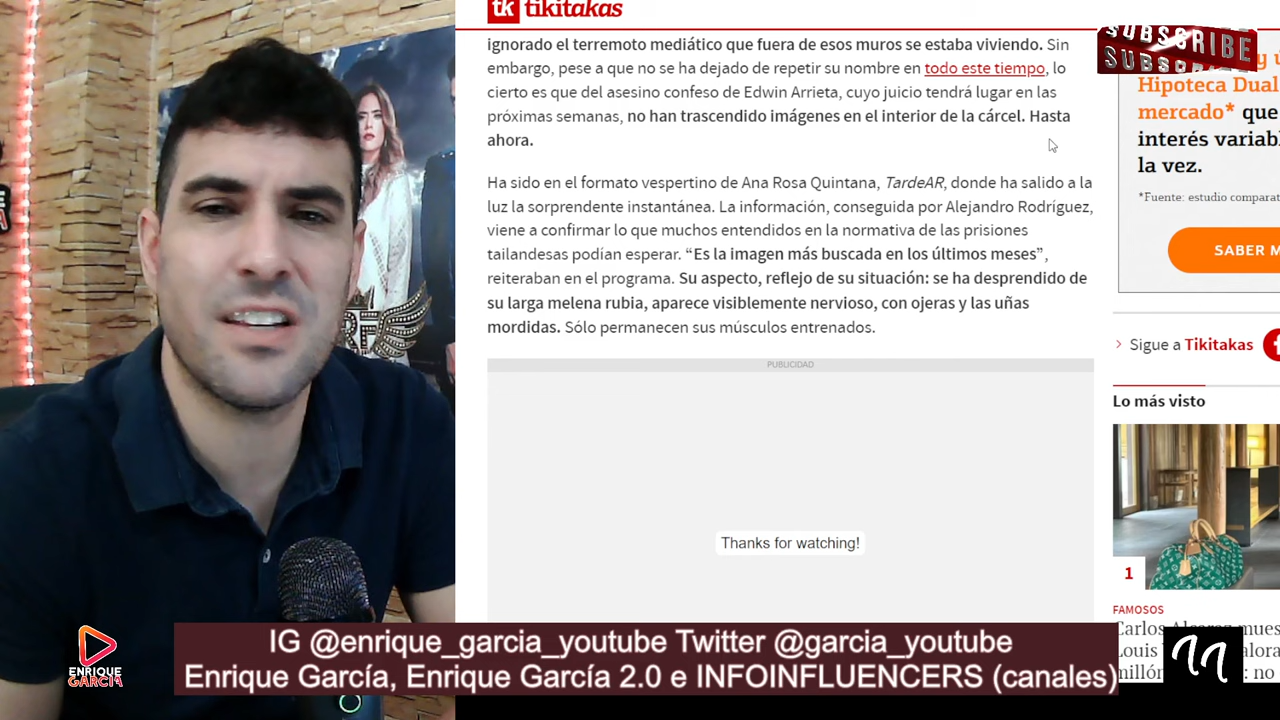 tk tikitakas
ignorado el terremoto mediático que fuera de esos muros se estaba viviendo. Sin
embargo, pese a que no se ha dejado de repetir su nombre en todo este tiempo, lo
cierto es que del asesino confeso de Edwin Arrieta, cuyo juicio tendrá lugar en las
próximas semanas, no han trascendido imágenes en el interior de la cárcel. Hasta
ahora.
Ha sido en el formato vespertino de Ana Rosa Quintana, TardeAR, donde ha salido a la
luz la sorprendente instantánea. La información, conseguida por Alejandro Rodríguez,
viene a confirmar lo que muchos entendidos en la normativa de las prisiones
tailandesas podían esperar. “Es la imagen más buscada en los últimos meses”,
reiteraban en el programa. Su aspecto, reflejo de su situación: se ha desprendido de
su larga melena rubia, aparece visiblemente nervioso, con ojeras y las uñas
mordidas. Sólo permanecen sus músculos entrenados.
PUBLICIDAD
Thanks for watching!
SUBSCRIBE
SUBSCRIBE
Hipoteca Dual
mercado* que
interés variabl
la vez.
*Fuente: estudio comparat
SABER M
Sigue a Tikitakas
Lo más visto
1
FAMOSOS
Carlos Alcaraz mues
Louis
millón
: no
IG @enrique_garcia_youtube Twitter @garcia_youtube
Enrique García, Enrique García 2.0 e INFOINFLUENCERS (canales)
ENRIQUE
GARCÍA